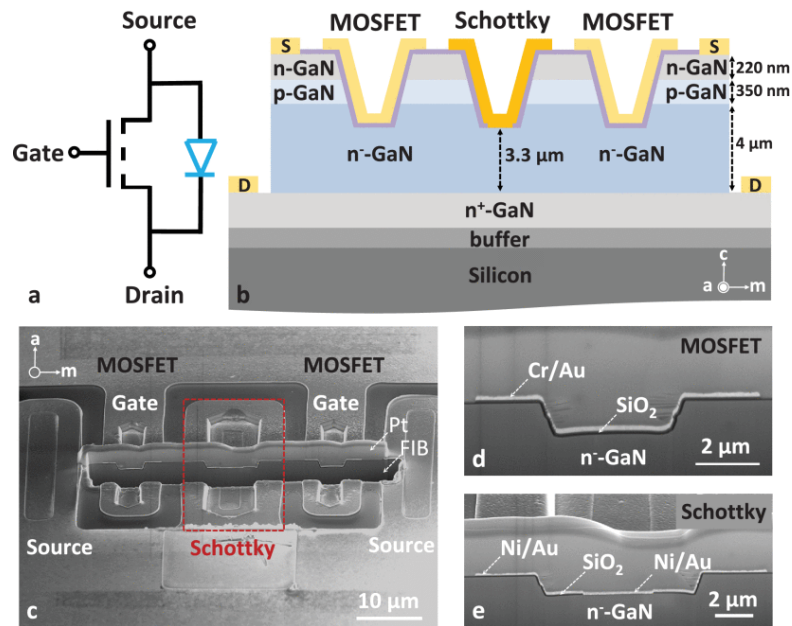 Source
Gate
Drain
a
MOSFET
Schottky
MOSFET
S
S
n-GaN
n-GaN
220 nm
p-GaN
p-GaN
350 nm
n⁻-GaN
3.3 µm
n⁻-GaN
4 µm
D
D
n⁺-GaN
buffer
Silicon
b
c
a
m
a
m
MOSFET
MOSFET
Gate
Gate
Pt
FIB
Source
Schottky
Source
c
10 µm
MOSFET
Cr/Au
SiO₂
n⁻-GaN
d
2 µm
Schottky
Ni/Au
SiO₂
Ni/Au
n⁻-GaN
e
2 µm